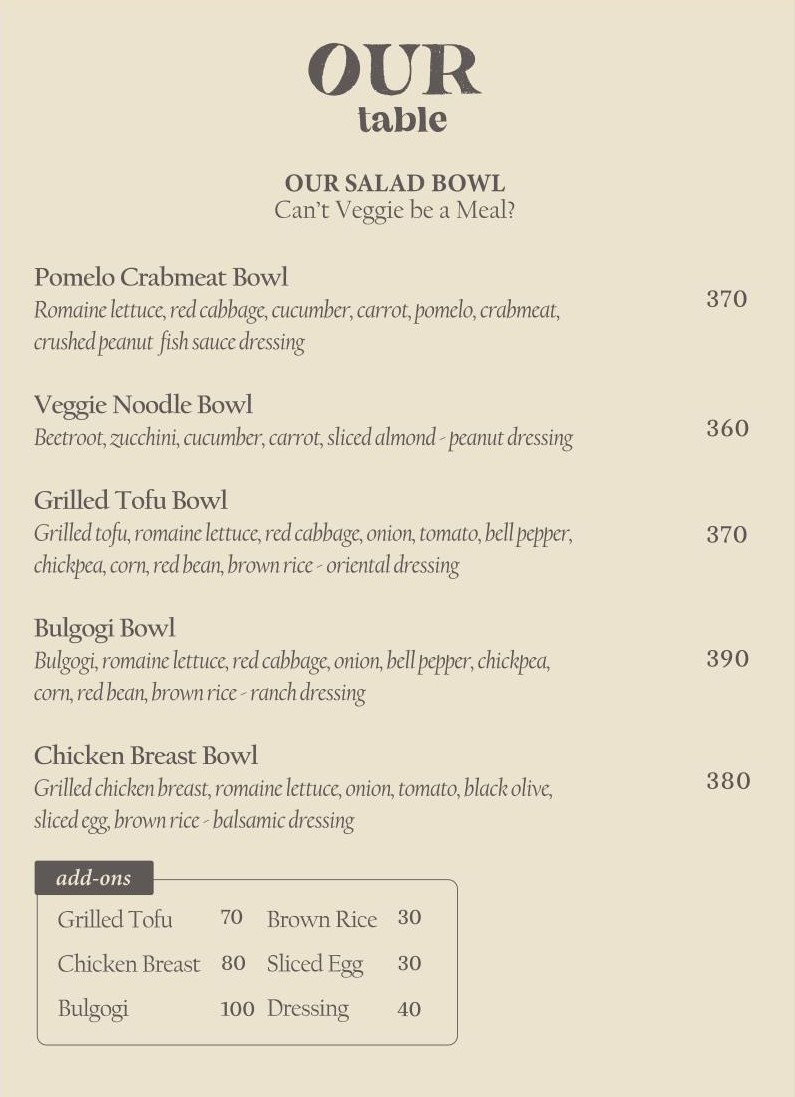 OUR
table
OUR SALAD BOWL
Can't Veggie be a Meal?
Pomelo Crabmeat Bowl
Romaine lettuce, red cabbage, cucumber, carrot, pomelo, crabmeat,
crushed peanut fish sauce dressing
370
Veggie Noodle Bowl
Beetroot, zucchini, cucumber, carrot, sliced almond - peanut dressing
360
Grilled Tofu Bowl
Grilled tofu, romaine lettuce, red cabbage, onion, tomato, bell pepper,
chickpea, corn, red bean, brown rice - oriental dressing
370
Bulgogi Bowl
Bulgogi, romaine lettuce, red cabbage, onion, bell pepper, chickpea,
corn, red bean, brown rice - ranch dressing
390
Chicken Breast Bowl
Grilled chicken breast, romaine lettuce, onion, tomato, black olive,
sliced egg, brown rice - balsamic dressing
380
add-ons
Grilled Tofu 70 Brown Rice 30
Chicken Breast 80 Sliced Egg 30
Bulgogi 100 Dressing 40